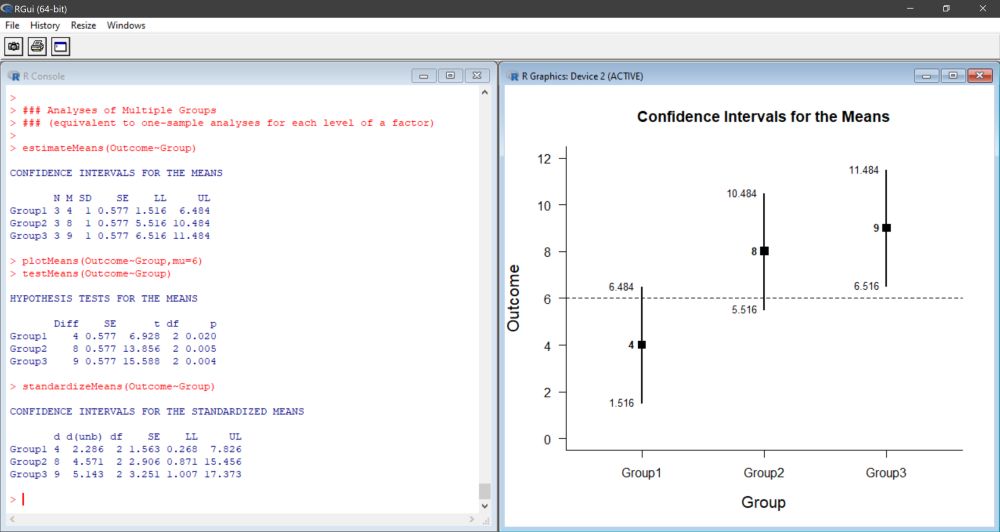 RGui (64-bit)
File History Resize Windows
R Console
>
> ### Analyses of Multiple Groups
> ### (equivalent to one-sample analyses for each level of a factor)
>
> estimateMeans(Outcome~Group)
CONFIDENCE INTERVALS FOR THE MEANS
N M SD SE LL UL
Group1 3 4 1 0.577 1.516 6.484
Group2 3 8 1 0.577 5.516 10.484
Group3 3 9 1 0.577 6.516 11.484
> plotMeans(Outcome~Group,mu=6)
> testMeans(Outcome~Group)
HYPOTHESIS TESTS FOR THE MEANS
Diff SE t df p
Group1 4 0.577 6.928 2 0.020
Group2 8 0.577 13.856 2 0.005
Group3 9 0.577 15.588 2 0.004
> standardizeMeans(Outcome~Group)
CONFIDENCE INTERVALS FOR THE STANDARDIZED MEANS
d d(unb) df SE LL UL
Group1 4 2.286 2 1.563 0.268 7.826
Group2 8 4.571 2 2.906 0.871 15.456
Group3 9 5.143 2 3.251 1.007 17.373
>
R Graphics: Device 2 (ACTIVE)
Confidence Intervals for the Means
Outcome
12
10
8
6
4
2
0
6.484
4
1.516
10.484
8
5.516
11.484
9
6.516
Group1 Group2 Group3
Group